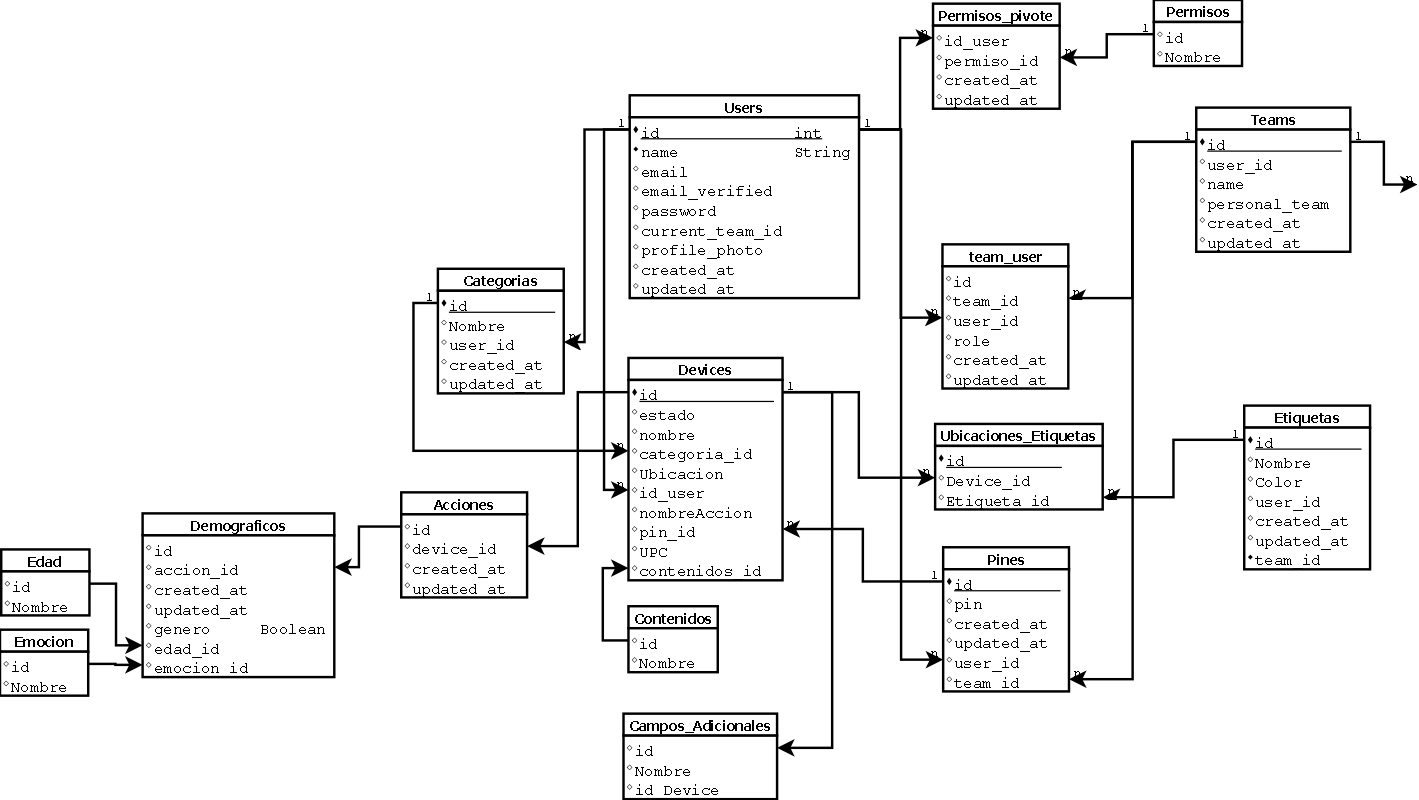 Permisos_pivote
id_user
permiso_id
created_at
updated_at
Permisos
id
Nombre
1
n
n
Users
id int
name String
email
email_verified
password
current_team_id
profile_photo
created_at
updated_at
1
1
Teams
id
user_id
name
personal_team
created_at
updated_at
1
1
n
team_user
id
team_id
user_id
role
created_at
updated_at
n
n
Categorias
id
Nombre
user_id
created_at
updated_at
1
n
Devices
id
estado
nombre
categoria_id
Ubicacion
id_user
nombreAccion
pin_id
UPC
contenidos_id
1
n
n
n
Ubicaciones_Etiquetas
id
Device_id
Etiqueta_id
n
n
Etiquetas
id
Nombre
Color
user_id
created_at
updated_at
team_id
1
Acciones
id
device_id
created_at
updated_at
Demograficos
id
accion_id
created_at
updated_at
genero Boolean
edad_id
emocion_id
Edad
id
Nombre
Emocion
id
Nombre
Pines
id
pin
created_at
updated_at
user_id
team_id
1
n
n
Contenidos
id
Nombre
Campos_Adicionales
id
Nombre
id_Device